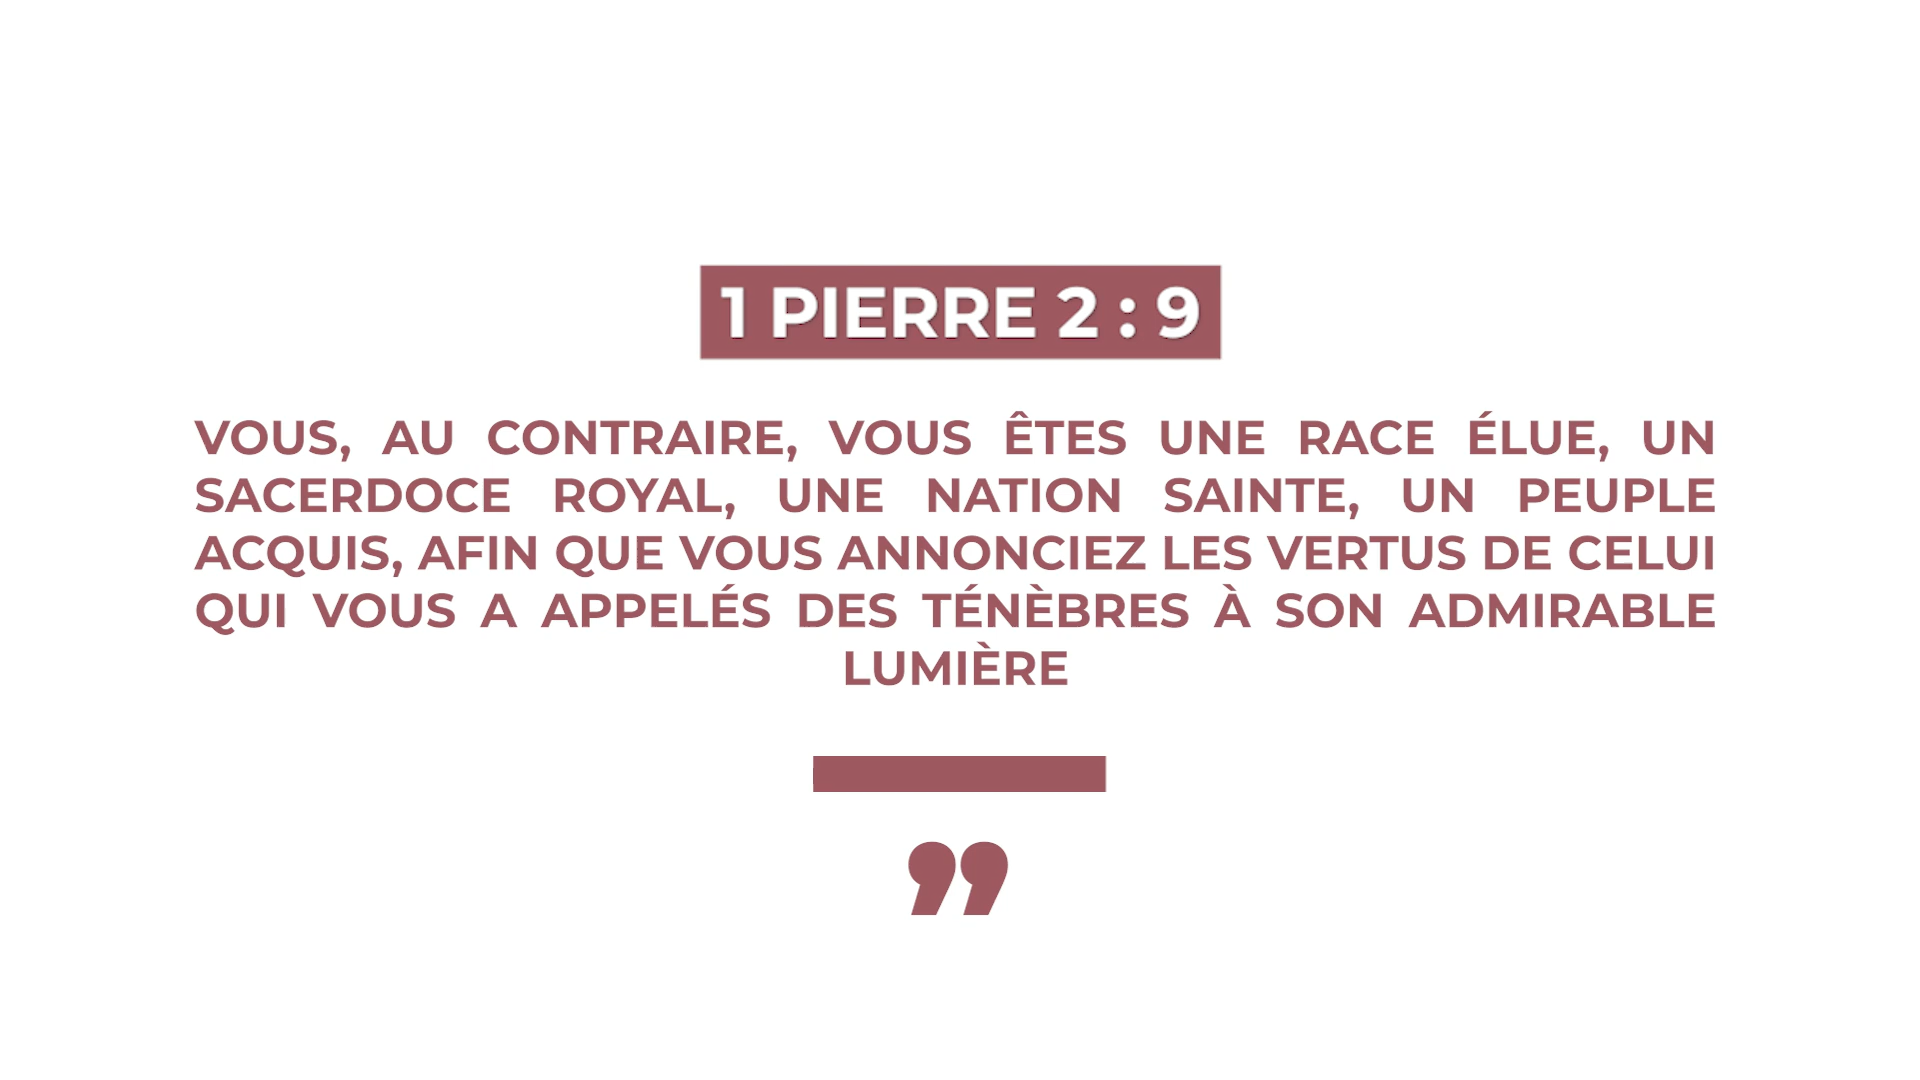 1 PIERRE 2 : 9
VOUS, AU CONTRAIRE, VOUS ÊTES UNE RACE ÉLUE, UN
SACERDOCE ROYAL, UNE NATION SAINTE, UN PEUPLE
ACQUIS, AFIN QUE VOUS ANNONCIEZ LES VERTUS DE CELUI
QUI VOUS A APPELÉS DES TÉNÈBRES À SON ADMIRABLE
LUMIÈRE
”